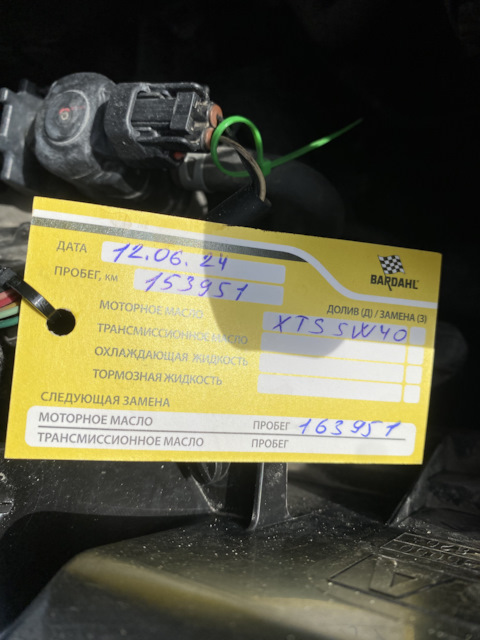 ДАТА 12.06.24
BARDAHL
ПРОБЕГ, КМ 153951
ДОЛИВ (Д) / ЗАМЕНА (З)
МОТОРНОЕ МАСЛО XTS 5W40
ТРАНСМИССИОННОЕ МАСЛО
ОХЛАЖДАЮЩАЯ ЖИДКОСТЬ
ТОРМОЗНАЯ ЖИДКОСТЬ
СЛЕДУЮЩАЯ ЗАМЕНА
МОТОРНОЕ МАСЛО ПРОБЕГ 163951
ТРАНСМИССИОННОЕ МАСЛО ПРОБЕГ